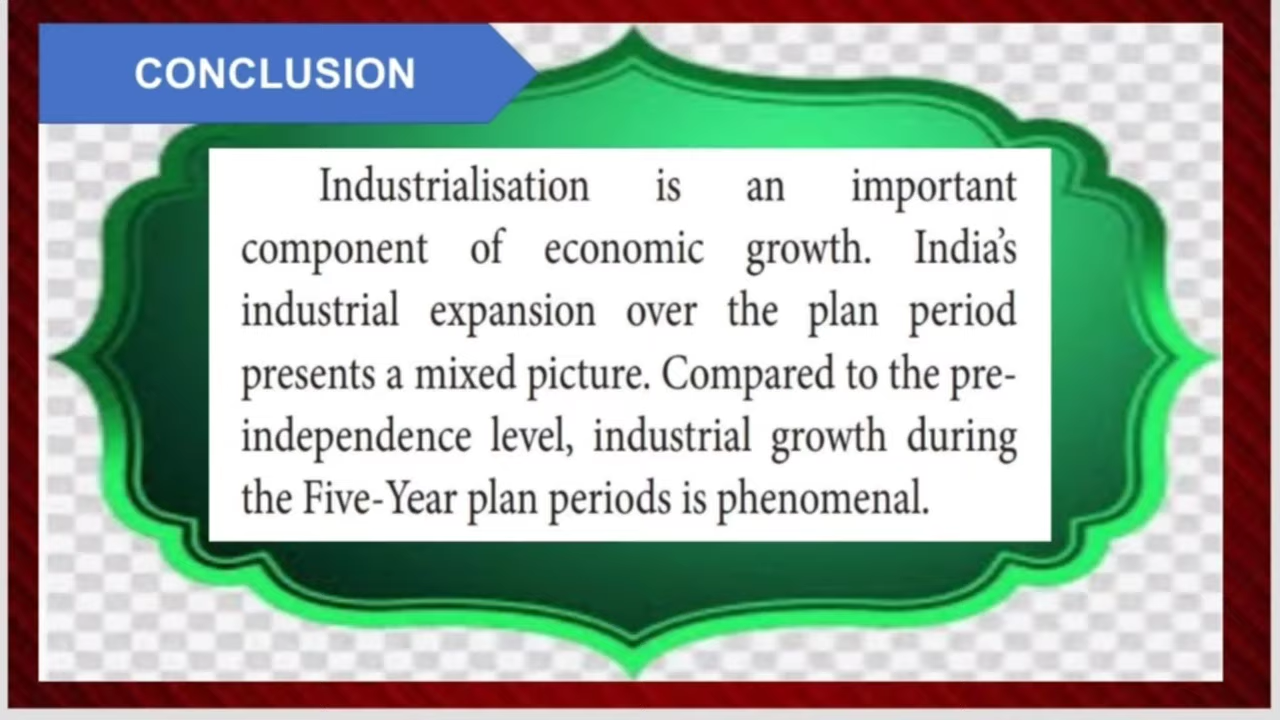 CONCLUSION
Industrialisation is an important
component of economic growth. India’s
industrial expansion over the plan period
presents a mixed picture. Compared to the pre-
independence level, industrial growth during
the Five-Year plan periods is phenomenal.